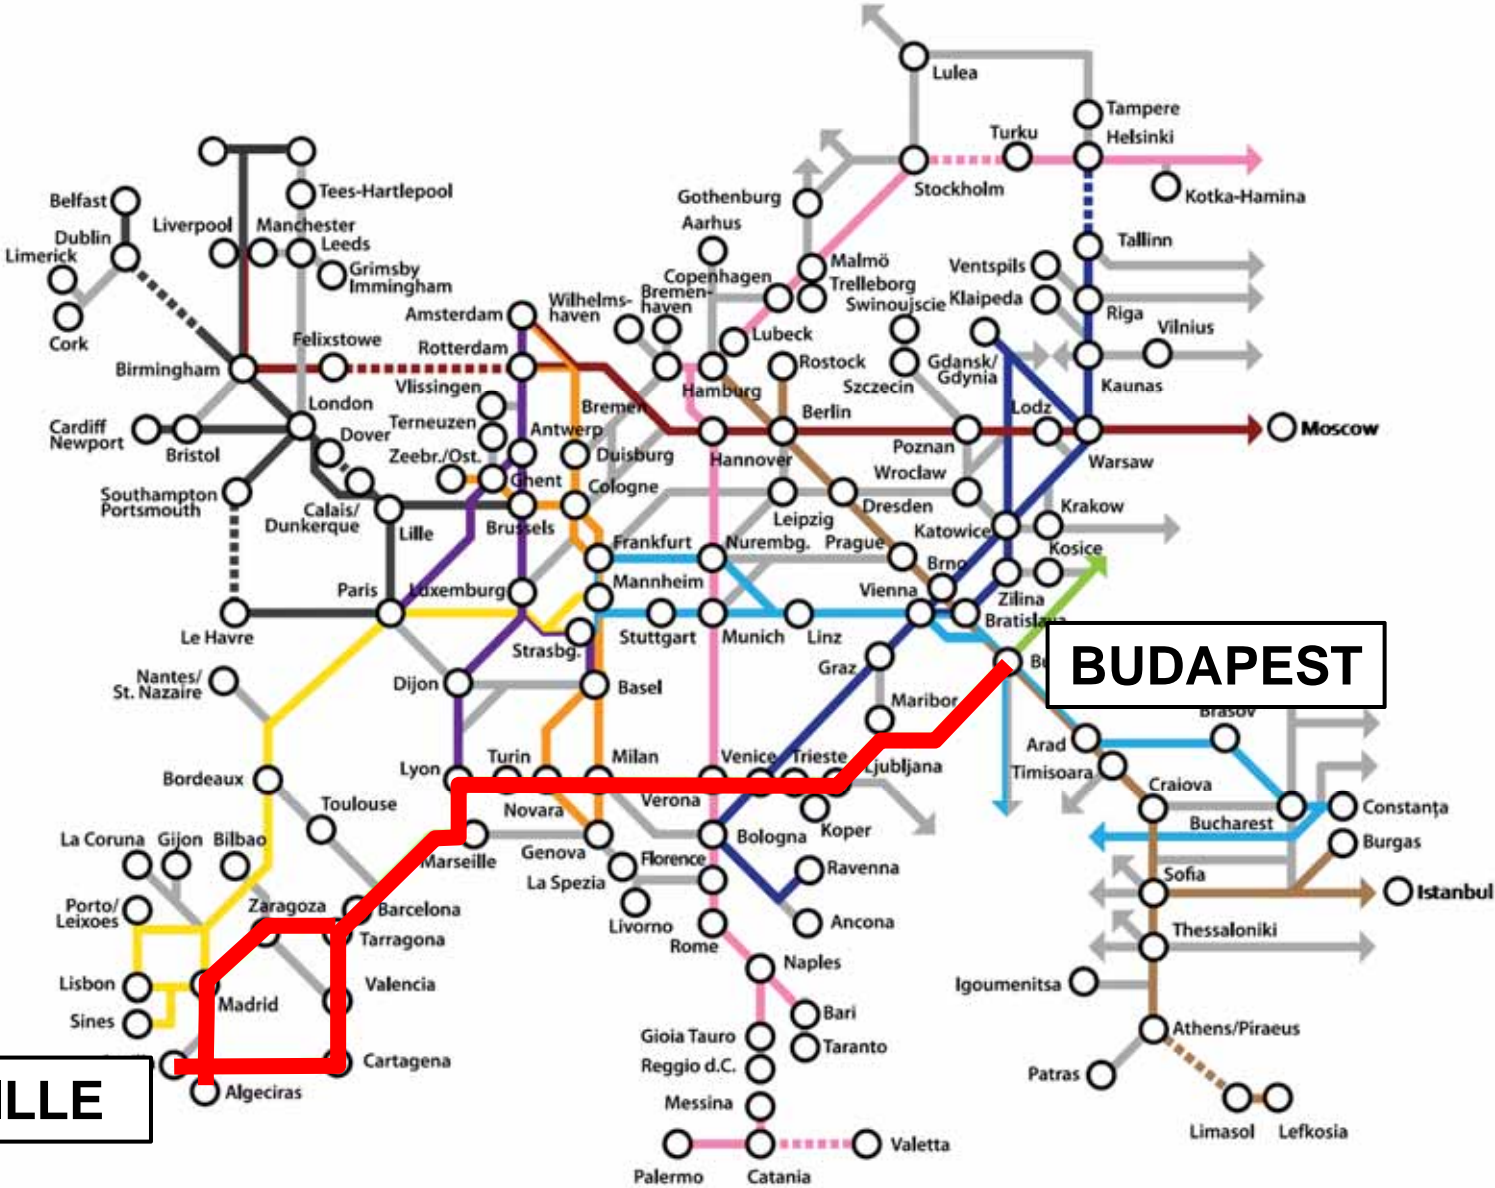 Lulea
Tampere
Turku
Helsinki
Stockholm
Kotka-Hamina
Tees-Hartlepool
Belfast
Gothenburg
Liverpool
Manchester
Aarhus
Dublin
Leeds
Tallinn
Limerick
Malmö
Ventspils
Grimsby
Immingham
Copenhagen
Trelleborg
Wilhelms-
haven
Bremen-
haven
Swinoujscie
Klaipeda
Amsterdam
Riga
Cork
Felixstowe
Lubeck
Vilnius
Rotterdam
Birmingham
Rostock
Gdansk/
Gdynia
Vlissingen
Hamburg
Szczecin
Kaunas
London
Bremen
Berlin
Lodz
Cardiff
Newport
Terneuzen
Antwerp
Moscow
Dover
Poznan
Bristol
Zeebr./Ost.
Duisburg
Hannover
Warsaw
Wroclaw
Ghent
Cologne
Southampton
Portsmouth
Calais/
Dunkerque
Dresden
Krakow
Leipzig
Lille
Brussels
Katowice
Frankfurt
Nurembg.
Prague
Kosice
Brno
Paris
Luxemburg
Mannheim
Vienna
Zilina
Le Havre
Stuttgart
Munich
Linz
Bratislava
Strasbg.
Graz
Bu
BUDAPEST
Nantes/
St. Nazaire
Dijon
Basel
Maribor
Brasov
Arad
Lyon
Turin
Milan
Venice
Trieste
Ljubljana
Timisoara
Bordeaux
Craiova
Toulouse
Novara
Verona
Constanța
Koper
Bucharest
La Coruna
Gijon
Bilbao
Marseille
Genova
Bologna
Burgas
Florence
Ravenna
La Spezia
Sofia
Istanbul
Porto/
Leixoes
Zaragoza
Barcelona
Livorno
Ancona
Tarragona
Rome
Thessaloniki
Naples
Lisbon
Valencia
Igoumenitsa
Madrid
Sines
Bari
Gioia Tauro
Athens/Piraeus
Taranto
Cartagena
Reggio d.C.
Patras
Algeciras
LLE
Messina
Limasol
Lefkosia
Valetta
Palermo
Catania